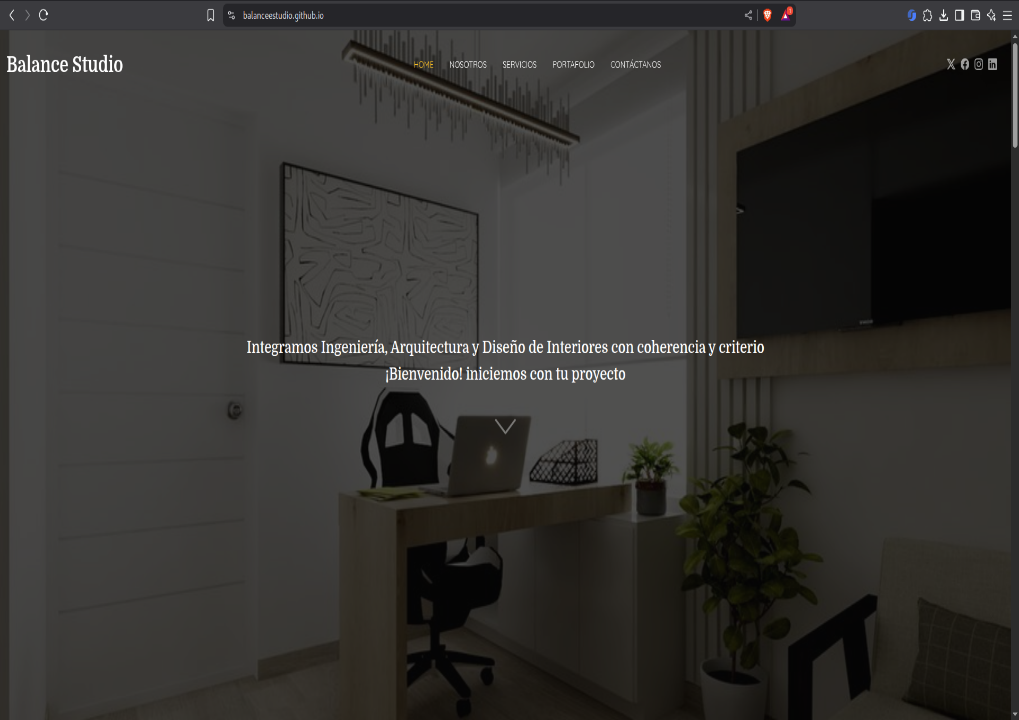 balanceestudio.github.io
Balance Studio
HOME NOSOTROS SERVICIOS PORTAFOLIO CONTÁCTANOS
Integramos Ingeniería, Arquitectura y Diseño de Interiores con coherencia y criterio
¡Bienvenido! iniciemos con tu proyecto